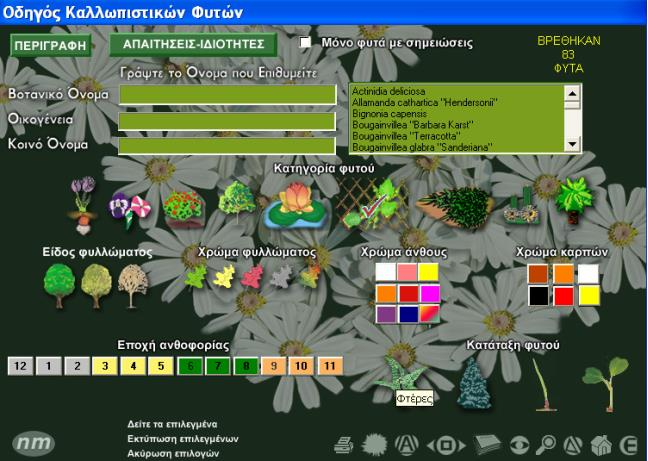 Οδηγός Καλλωπιστικών Φυτών
ΠΕΡΙΓΡΑΦΗ
ΑΠΑΙΤΗΣΕΙΣ-ΙΔΙΟΤΗΤΕΣ
Μόνο φυτά με σημειώσεις
ΒΡΕΘΗΚΑΝ
83
ΦΥΤΑ
Γράψτε το Όνομα που Επιθυμείτε
Βοτανικό Όνομα
Οικογένεια
Κοινό Όνομα
Actinidia deliciosa
Allamanda cathartica "Hendersonii"
Bignonia capensis
Bougainvillea "Barbara Karst"
Bougainvillea "Terracotta"
Bougainvillea glabra "Sanderiana"
Κατηγορία φυτού
Είδος φυλλώματος
Χρώμα φυλλώματος
Χρώμα άνθους
Χρώμα καρπών
Εποχή ανθοφορίας
Κατάταξη φυτού
12 1 2 3 4 5 6 7 8 9 10 11
Φτέρες
Δείτε τα επιλεγμένα
Εκτύπωση επιλεγμένων
Ακύρωση επιλογών
nm